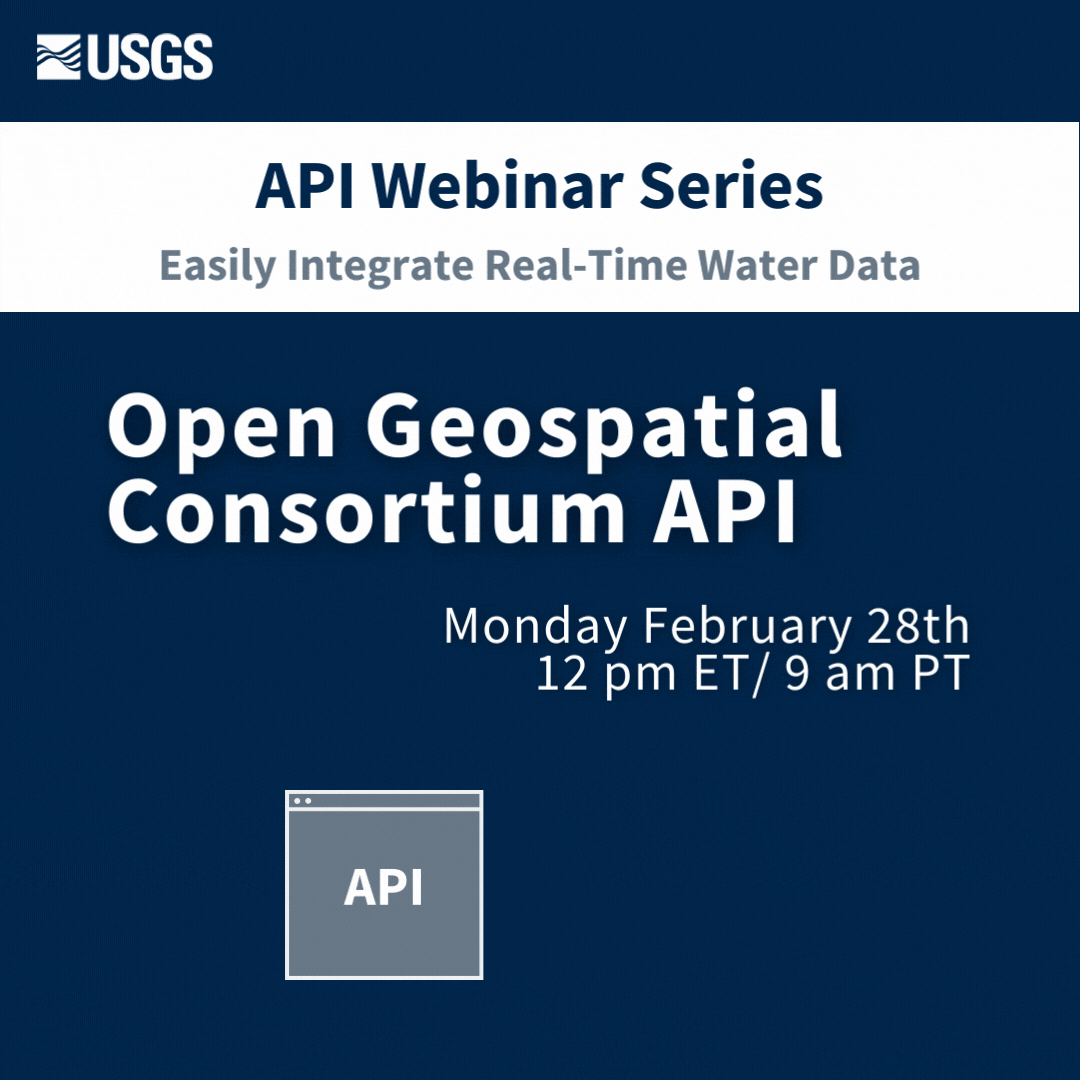 USGS
API Webinar Series
Easily Integrate Real-Time Water Data
Open Geospatial
Consortium API
Monday February 28th
12 pm ET/ 9 am PT
API